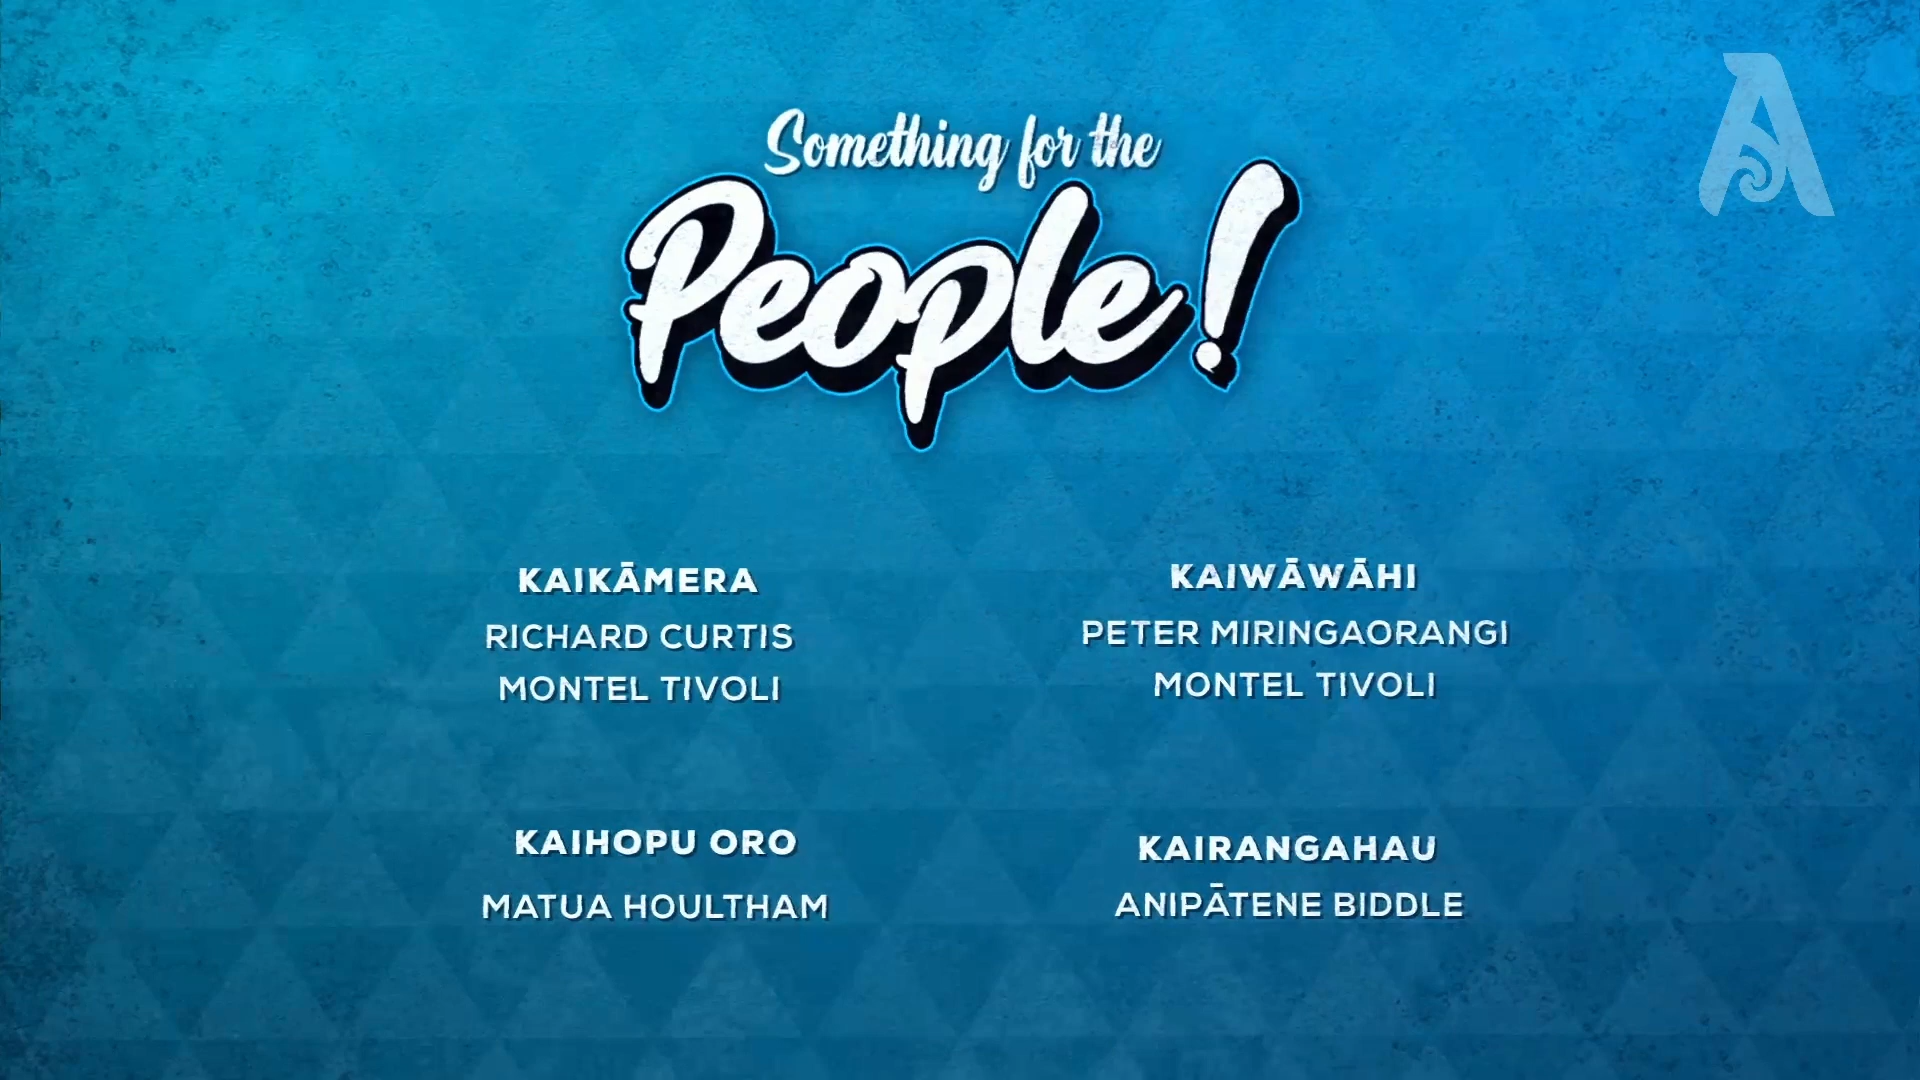 Something for the
People!
KAIKĀMERA
RICHARD CURTIS
MONTEL TIVOLI
KAIWĀWĀHI
PETER MIRINGAORANGI
MONTEL TIVOLI
KAIHOPU ORO
MATUA HOULTHAM
KAIRANGAHAU
ANIPĀTENE BIDDLE